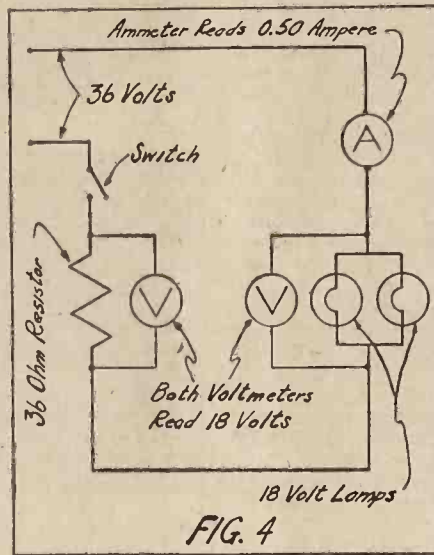 Ammeter Reads 0.50 Ampere
36 Volts
A
Switch
36 Ohm Resistor
V
V
Both Voltmeters
Read 18 Volts
18 Volt Lamps
FIG. 4